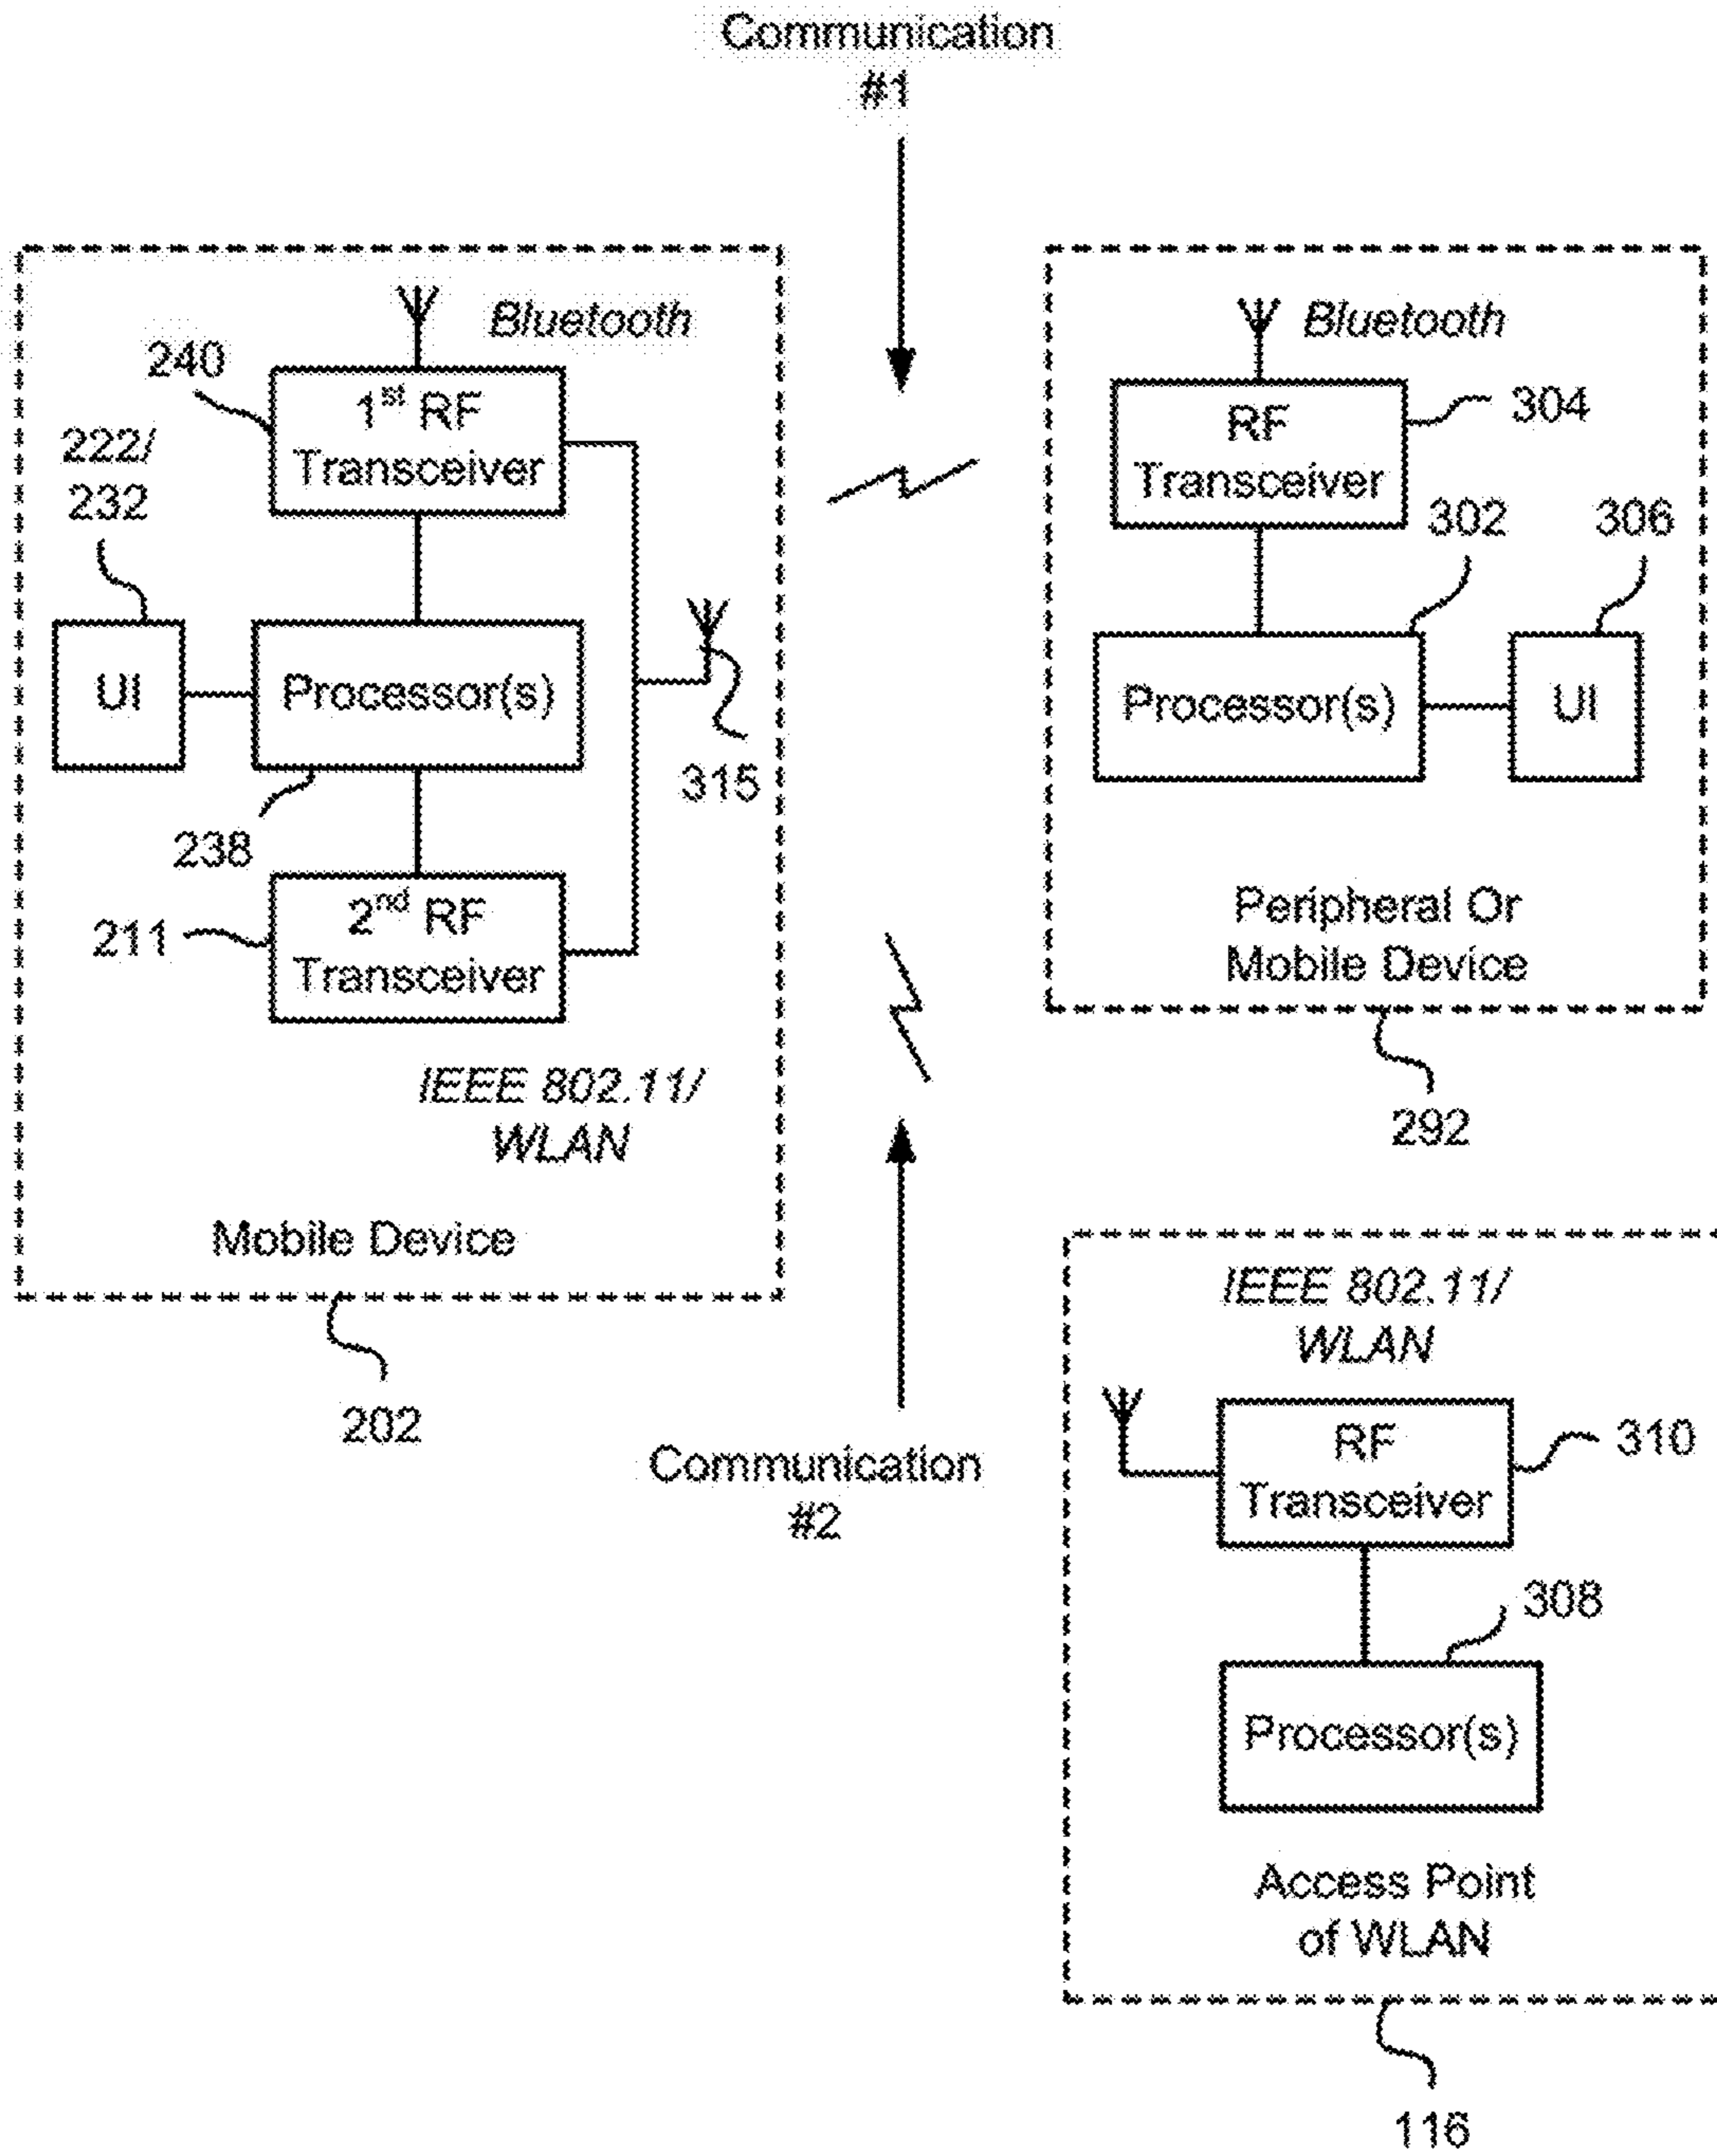 Communication
#1
Bluetooth
240
1st RF
Transceiver
222/
232
UI
Processor(s)
315
238
2nd RF
Transceiver
211
IEEE 802.11/
WLAN
Mobile Device
202
Communication
#2
Bluetooth
RF
Transceiver
304
302
306
Processor(s)
UI
Peripheral Or
Mobile Device
292
IEEE 802.11/
WLAN
RF
Transceiver
310
308
Processor(s)
Access Point
of WLAN
116